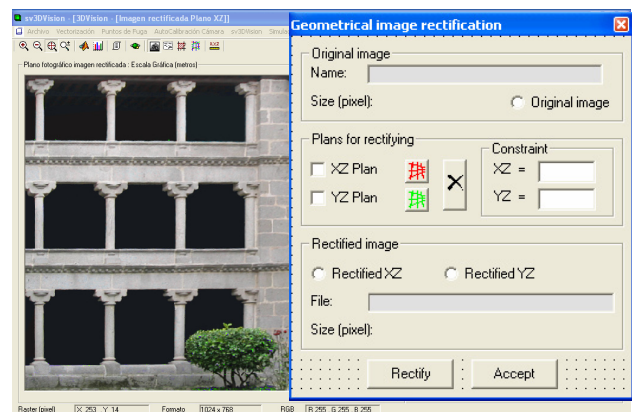 sv3DVision - [3DVision - [Imagen rectificada Plano XZ]]
Archivo Vectorización Puntos de Fuga AutoCalibración Cámara sv3DVision Simula
Plano fotográfico imagen rectificada : Escala Gráfica (metros)
Raster (pixel) X 253 Y 14 Formato 1024 x 768 RGB R 255 G 255 B 255
Geometrical image rectification
Original image
Name:
Size (pixel): Original image
Plans for rectifying
Constraint
XZ Plan XZ =
YZ Plan YZ =
Rectified image
Rectified XZ Rectified YZ
File:
Size (pixel):
Rectify Accept